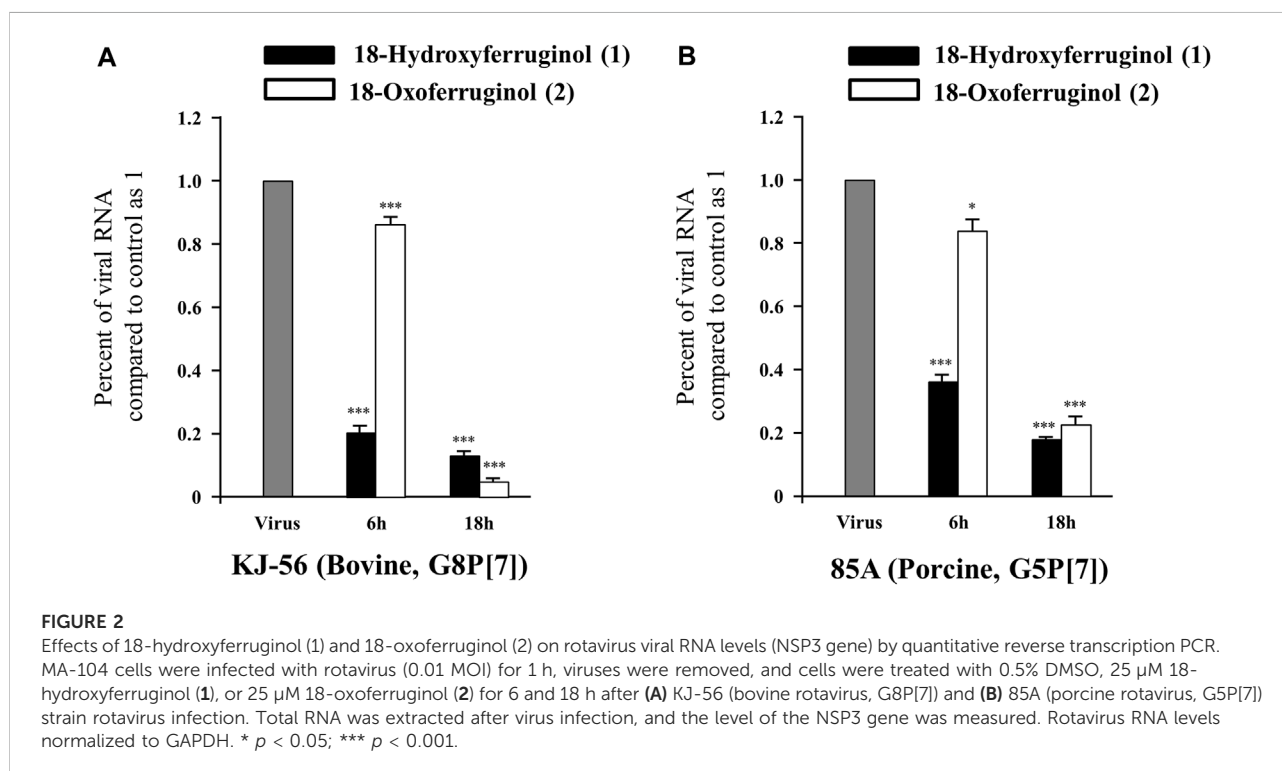 A
18-Hydroxyferruginol (1)
18-Oxoferruginol (2)
Percent of viral RNA
compared to control as 1
1.2
1.0
0.8
0.6
0.4
0.2
0
***
***
***
***
Virus 6h 18h
KJ-56 (Bovine, G8P[7])
B
18-Hydroxyferruginol (1)
18-Oxoferruginol (2)
Percent of viral RNA
compared to control as 1
1.2
1.0
0.8
0.6
0.4
0.2
0
***
*
***
***
Virus 6h 18h
85A (Porcine, G5P[7])
FIGURE 2
Effects of 18-hydroxyferruginol (1) and 18-oxoferruginol (2) on rotavirus viral RNA levels (NSP3 gene) by quantitative reverse transcription PCR.
MA-104 cells were infected with rotavirus (0.01 MOI) for 1 h, viruses were removed, and cells were treated with 0.5% DMSO, 25 µM 18-
hydroxyferruginol (1), or 25 µM 18-oxoferruginol (2) for 6 and 18 h after (A) KJ-56 (bovine rotavirus, G8P[7]) and (B) 85A (porcine rotavirus, G5P[7])
strain rotavirus infection. Total RNA was extracted after virus infection, and the level of the NSP3 gene was measured. Rotavirus RNA levels
normalized to GAPDH. * p < 0.05; *** p < 0.001.